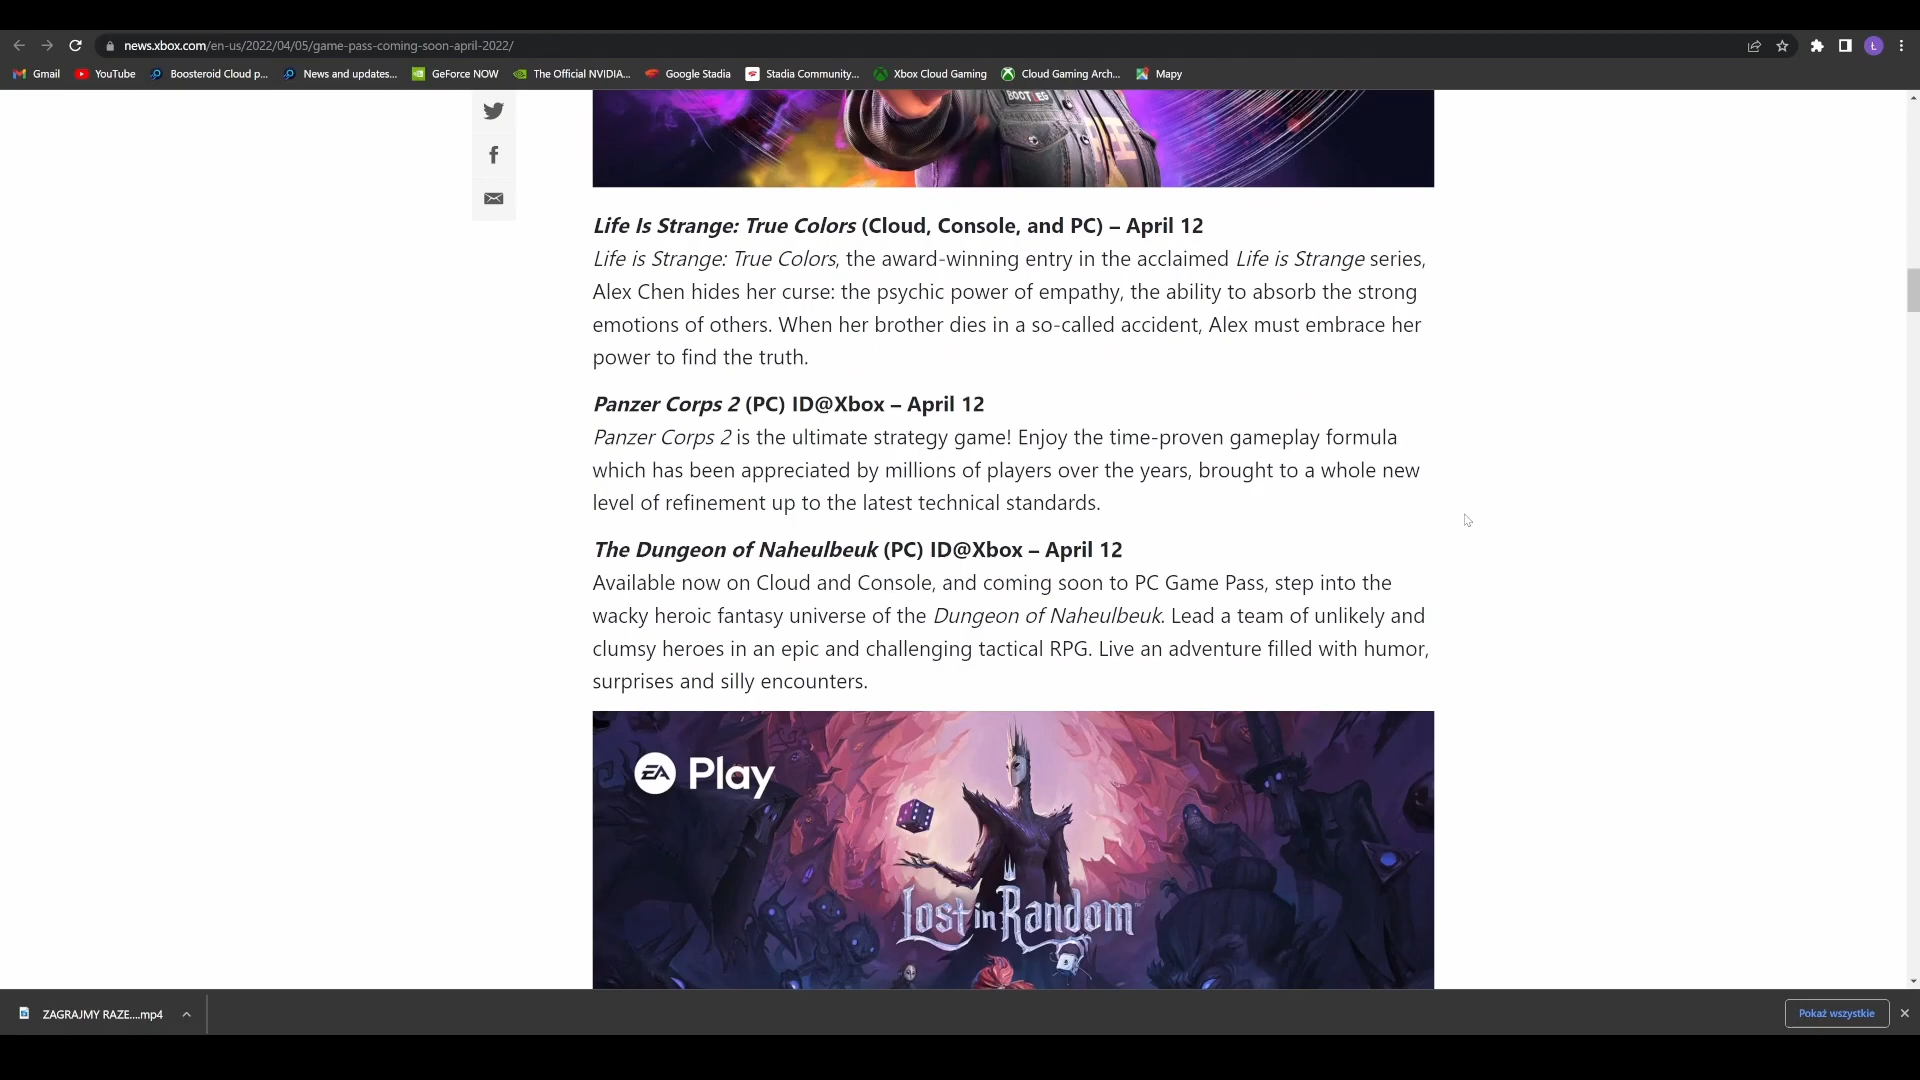 news.xbox.com/en-us/2022/04/05/game-pass-coming-soon-april-2022/
Ł
Gmail YouTube Boosteroid Cloud p... News and updates... GeForce NOW The Official NVIDIA... Google Stadia Stadia Community... Xbox Cloud Gaming Cloud Gaming Arch... Mapy
BOOTLEG
Life Is Strange: True Colors (Cloud, Console, and PC) – April 12
Life is Strange: True Colors, the award-winning entry in the acclaimed Life is Strange series,
Alex Chen hides her curse: the psychic power of empathy, the ability to absorb the strong
emotions of others. When her brother dies in a so-called accident, Alex must embrace her
power to find the truth.
Panzer Corps 2 (PC) ID@Xbox – April 12
Panzer Corps 2 is the ultimate strategy game! Enjoy the time-proven gameplay formula
which has been appreciated by millions of players over the years, brought to a whole new
level of refinement up to the latest technical standards.
The Dungeon of Naheulbeuk (PC) ID@Xbox – April 12
Available now on Cloud and Console, and coming soon to PC Game Pass, step into the
wacky heroic fantasy universe of the Dungeon of Naheulbeuk. Lead a team of unlikely and
clumsy heroes in an epic and challenging tactical RPG. Live an adventure filled with humor,
surprises and silly encounters.
EA Play
Lost in Random™
ZAGRAJMY RAZE....mp4
Pokaż wszystkie